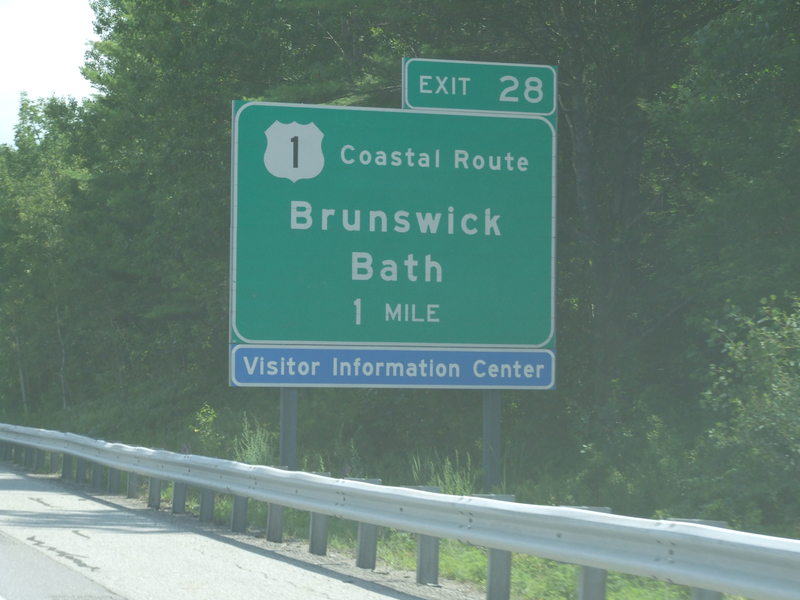 EXIT 28
1 Coastal Route
Brunswick
Bath
1 MILE
Visitor Information Center